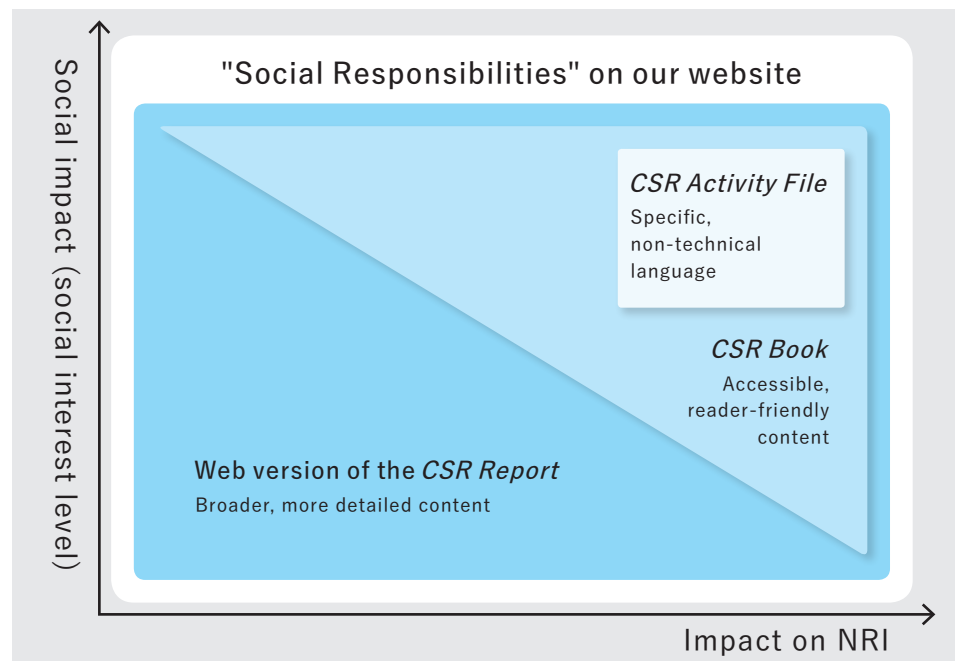 "Social Responsibilities" on our website
Social impact (social interest level)
CSR Activity File
Specific,
non-technical
language
CSR Book
Accessible,
reader-friendly
content
Web version of the CSR Report
Broader, more detailed content
Impact on NRI